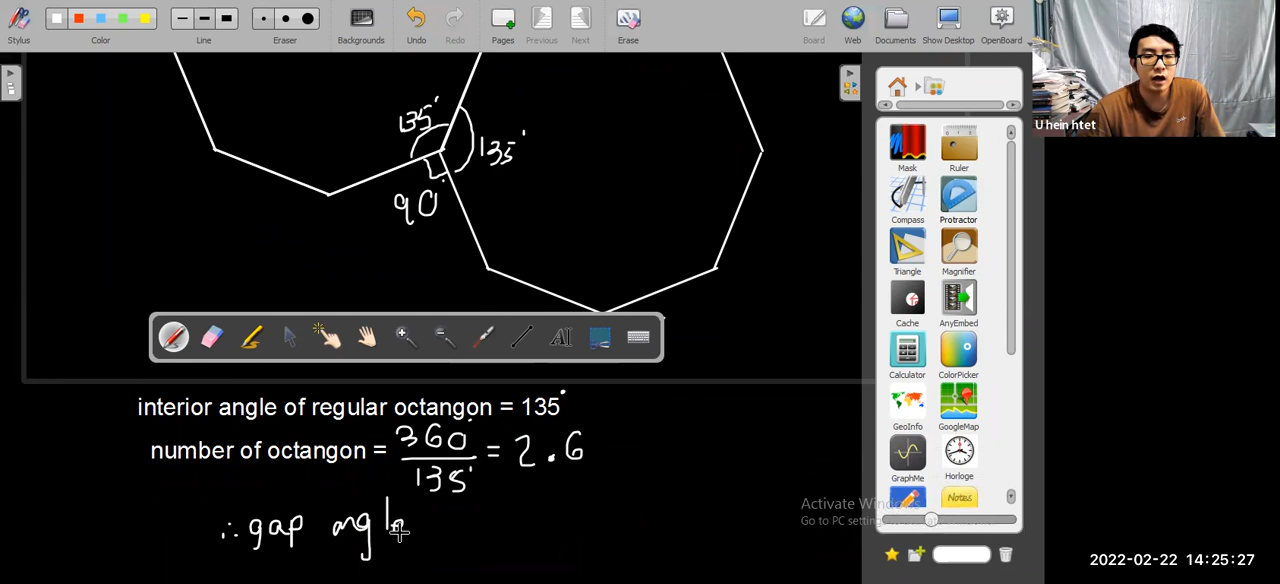 Stylus
Color
Line
Eraser
Backgrounds
Undo
Redo
Pages
Previous
Next
Erase
Board
Web
Documents
Show Desktop
OpenBoard
U hein htet
135°
135°
90°
Mask
Ruler
Compass
Protractor
Triangle
Magnifier
Cache
AnyEmbed
Calculator
ColorPicker
GeoInfo
GoogleMap
GraphMe
Horloge
Notes
AI
interior angle of regular octangon = 135°
number of octangon = 360° / 135° = 2.6
∴ gap angle
Activate Windows
Go to PC
2022-02-22 14:25:27